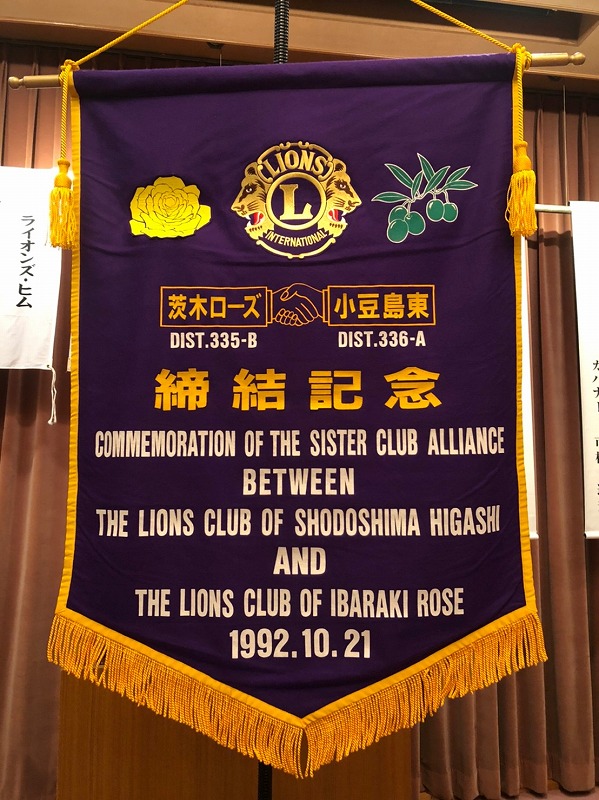 LIONS
L
INTERNATIONAL
茨木ローズ 小豆島東
DIST.335-B DIST.336-A
締結記念
COMMEMORATION OF THE SISTER CLUB ALLIANCE
BETWEEN
THE LIONS CLUB OF SHODOSHIMA HIGASHI
AND
THE LIONS CLUB OF IBARAKI ROSE
1992.10.21
ライオンズ・ヒム